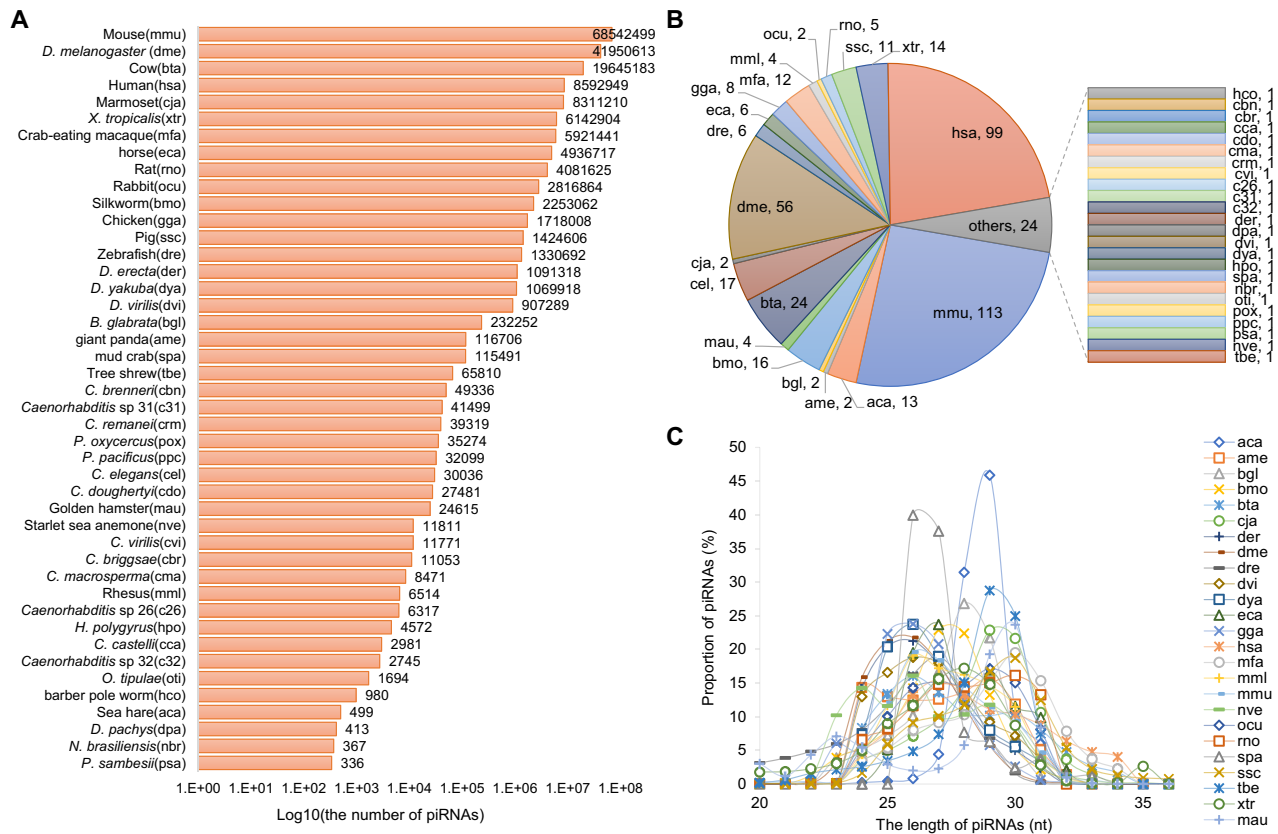 A
Mouse(mmu) 68542499
D. melanogaster (dme) 41950613
Cow(bta) 19645183
Human(hsa) 8592949
Marmoset(cja) 8311210
X. tropicalis(xtr) 6142904
Crab-eating macaque(mfa) 5921441
horse(eca) 4936717
Rat(rno) 4081625
Rabbit(ocu) 2816864
Silkworm(bmo) 2253062
Chicken(gga) 1718008
Pig(ssc) 1424606
Zebrafish(dre) 1330692
D. erecta(der) 1091318
D. yakuba(dya) 1069918
D. virilis(dvi) 907289
B. glabrata(bgl) 232252
giant panda(ame) 116706
mud crab(spa) 115491
Tree shrew(tbe) 65810
C. brenneri(cbn) 49336
Caenorhabditis sp 31(c31) 41499
C. remanei(crm) 39319
P. oxycercus(pox) 35274
P. pacificus(ppc) 32099
C. elegans(cel) 30036
C. doughertyi(cdo) 27481
Golden hamster(mau) 24615
Starlet sea anemone(nve) 11811
C. virilis(cvi) 11771
C. briggsae(cbr) 11053
C. macrosperma(cma) 8471
Rhesus(mml) 6514
Caenorhabditis sp 26(c26) 6317
H. polygyrus(hpo) 4572
C. castelli(cca) 2981
Caenorhabditis sp 32(c32) 2745
O. tipulae(oti) 1694
barber pole worm(hco) 980
Sea hare(aca) 499
D. pachys(dpa) 413
N. brasiliensis(nbr) 367
P. sambesii(psa) 336
1.E+00 1.E+01 1.E+02 1.E+03 1.E+04 1.E+05 1.E+06 1.E+07 1.E+08
Log10(the number of piRNAs)
B
hsa, 99
others, 24
mmu, 113
aca, 13
ame, 2
bgl, 2
bmo, 16
mau, 4
bta, 24
cel, 17
cja, 2
dme, 56
dre, 6
eca, 6
gga, 8
mfa, 12
mml, 4
ocu, 2
rno, 5
ssc, 11
xtr, 14
hco, 1
cbn, 1
cbr, 1
cca, 1
cdo, 1
cma, 1
crm, 1
cvi, 1
c26, 1
c31, 1
c32, 1
der, 1
dpa, 1
dvi, 1
dya, 1
hpo, 1
spa, 1
nbr, 1
oti, 1
pox, 1
ppc, 1
psa, 1
nve, 1
tbe, 1
C
Proportion of piRNAs (%)
50
45
40
35
30
25
20
15
10
5
0
20 25 30 35
The length of piRNAs (nt)
aca
ame
bgl
bmo
bta
cja
der
dme
dre
dvi
dya
eca
gga
hsa
mfa
mml
mmu
nve
ocu
rno
spa
ssc
tbe
xtr
mau